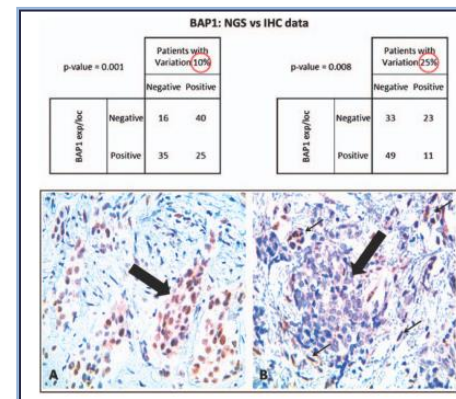 BAP1: NGS vs IHC data
p-value = 0.001
Patients with
Variation 10%
Negative Positive
BAP1 exp/loc
Negative 16 40
Positive 35 25
p-value = 0.008
Patients with
Variation 25%
Negative Positive
BAP1 exp/loc
Negative 33 23
Positive 49 11
A
B